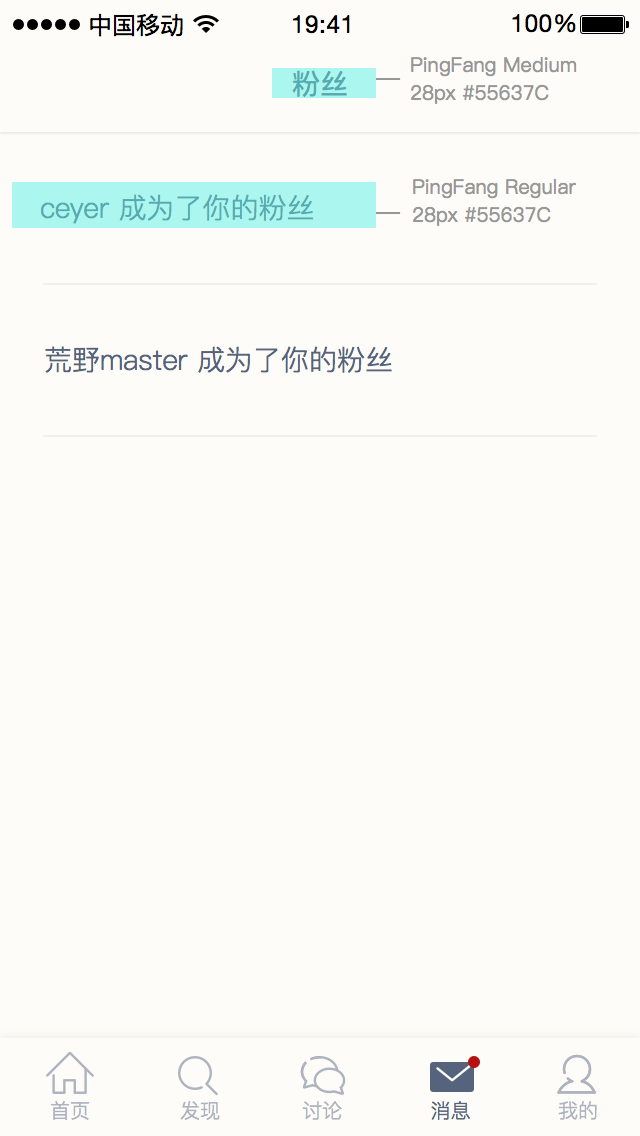 中国移动 19:41 100%
粉丝
PingFang Medium
28px #55637C
ceyer 成为了你的粉丝
PingFang Regular
28px #55637C
荒野master 成为了你的粉丝
首页 发现 讨论 消息 我的